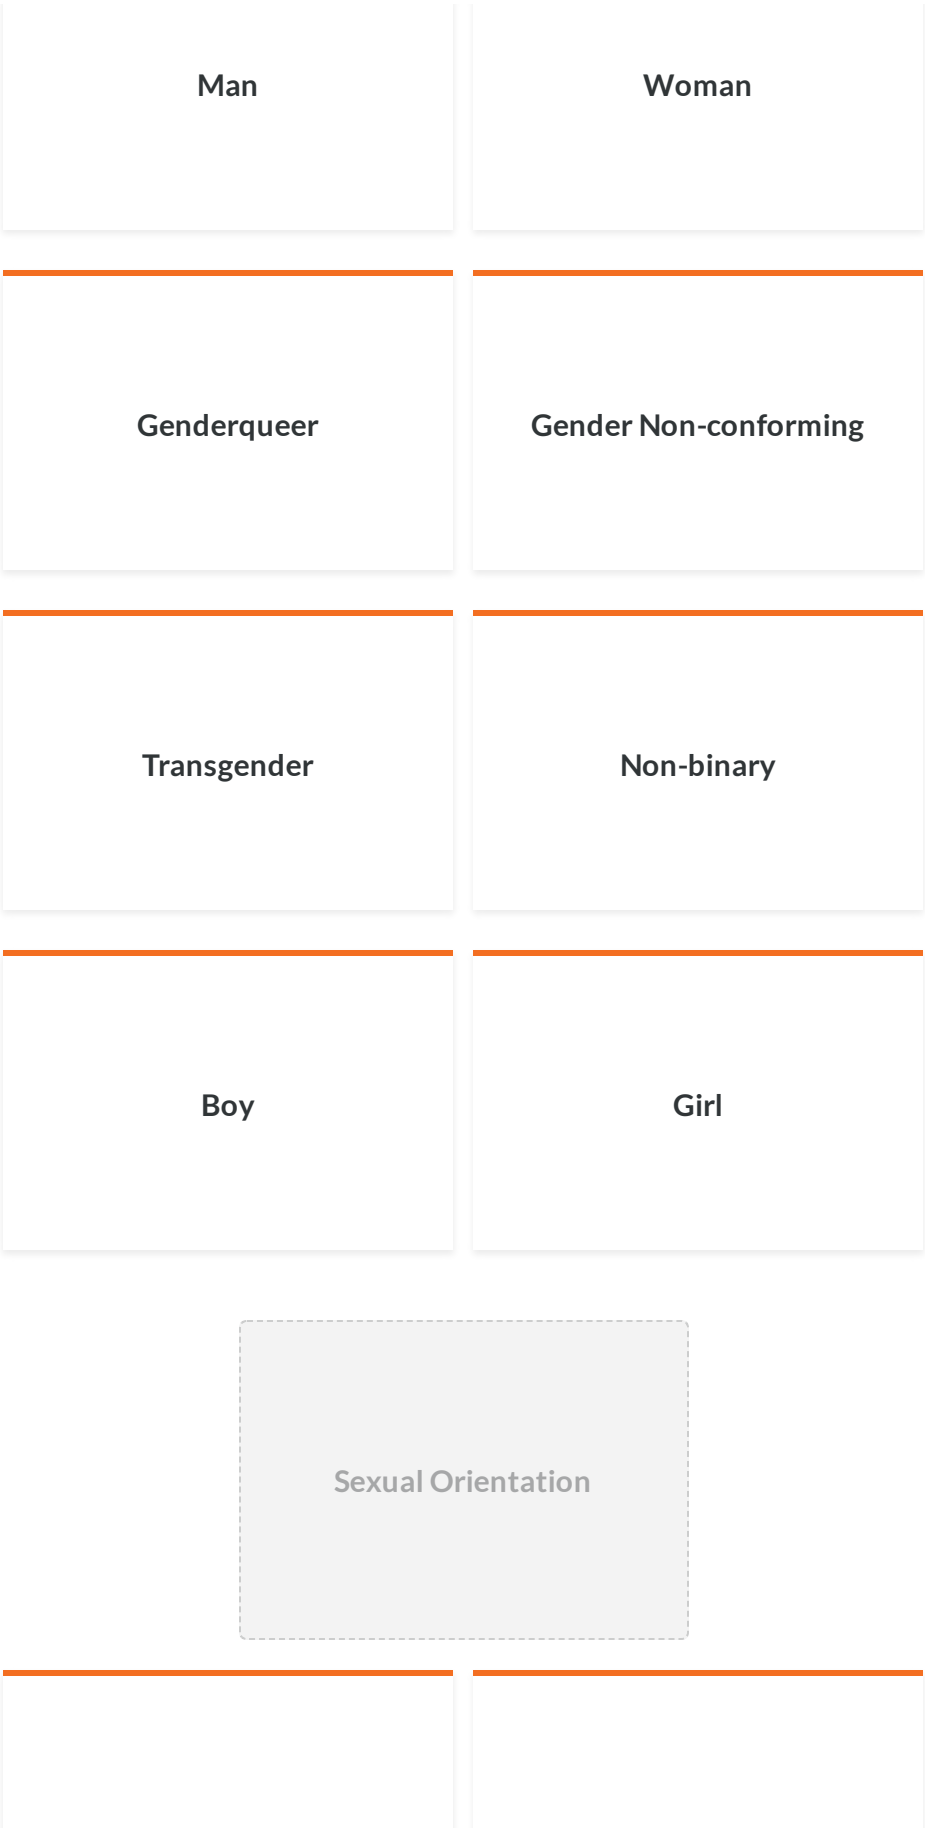 Man
Woman
Genderqueer
Gender Non-conforming
Transgender
Non-binary
Boy
Girl
Sexual Orientation